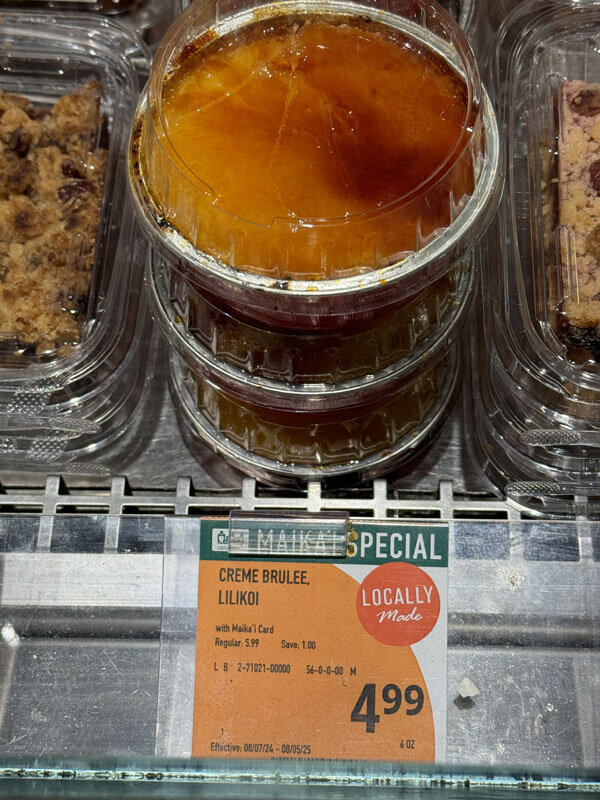 MAIKA'I SPECIAL
CREME BRULEE,
LILIKOI
LOCALLY
Made
with Maika'i Card
Regular: 5.99 Save: 1.00
L 8 2-71021-00000 56-0-0-00 M
4.99
Effective: 08/07/24 - 08/05/25
6 OZ